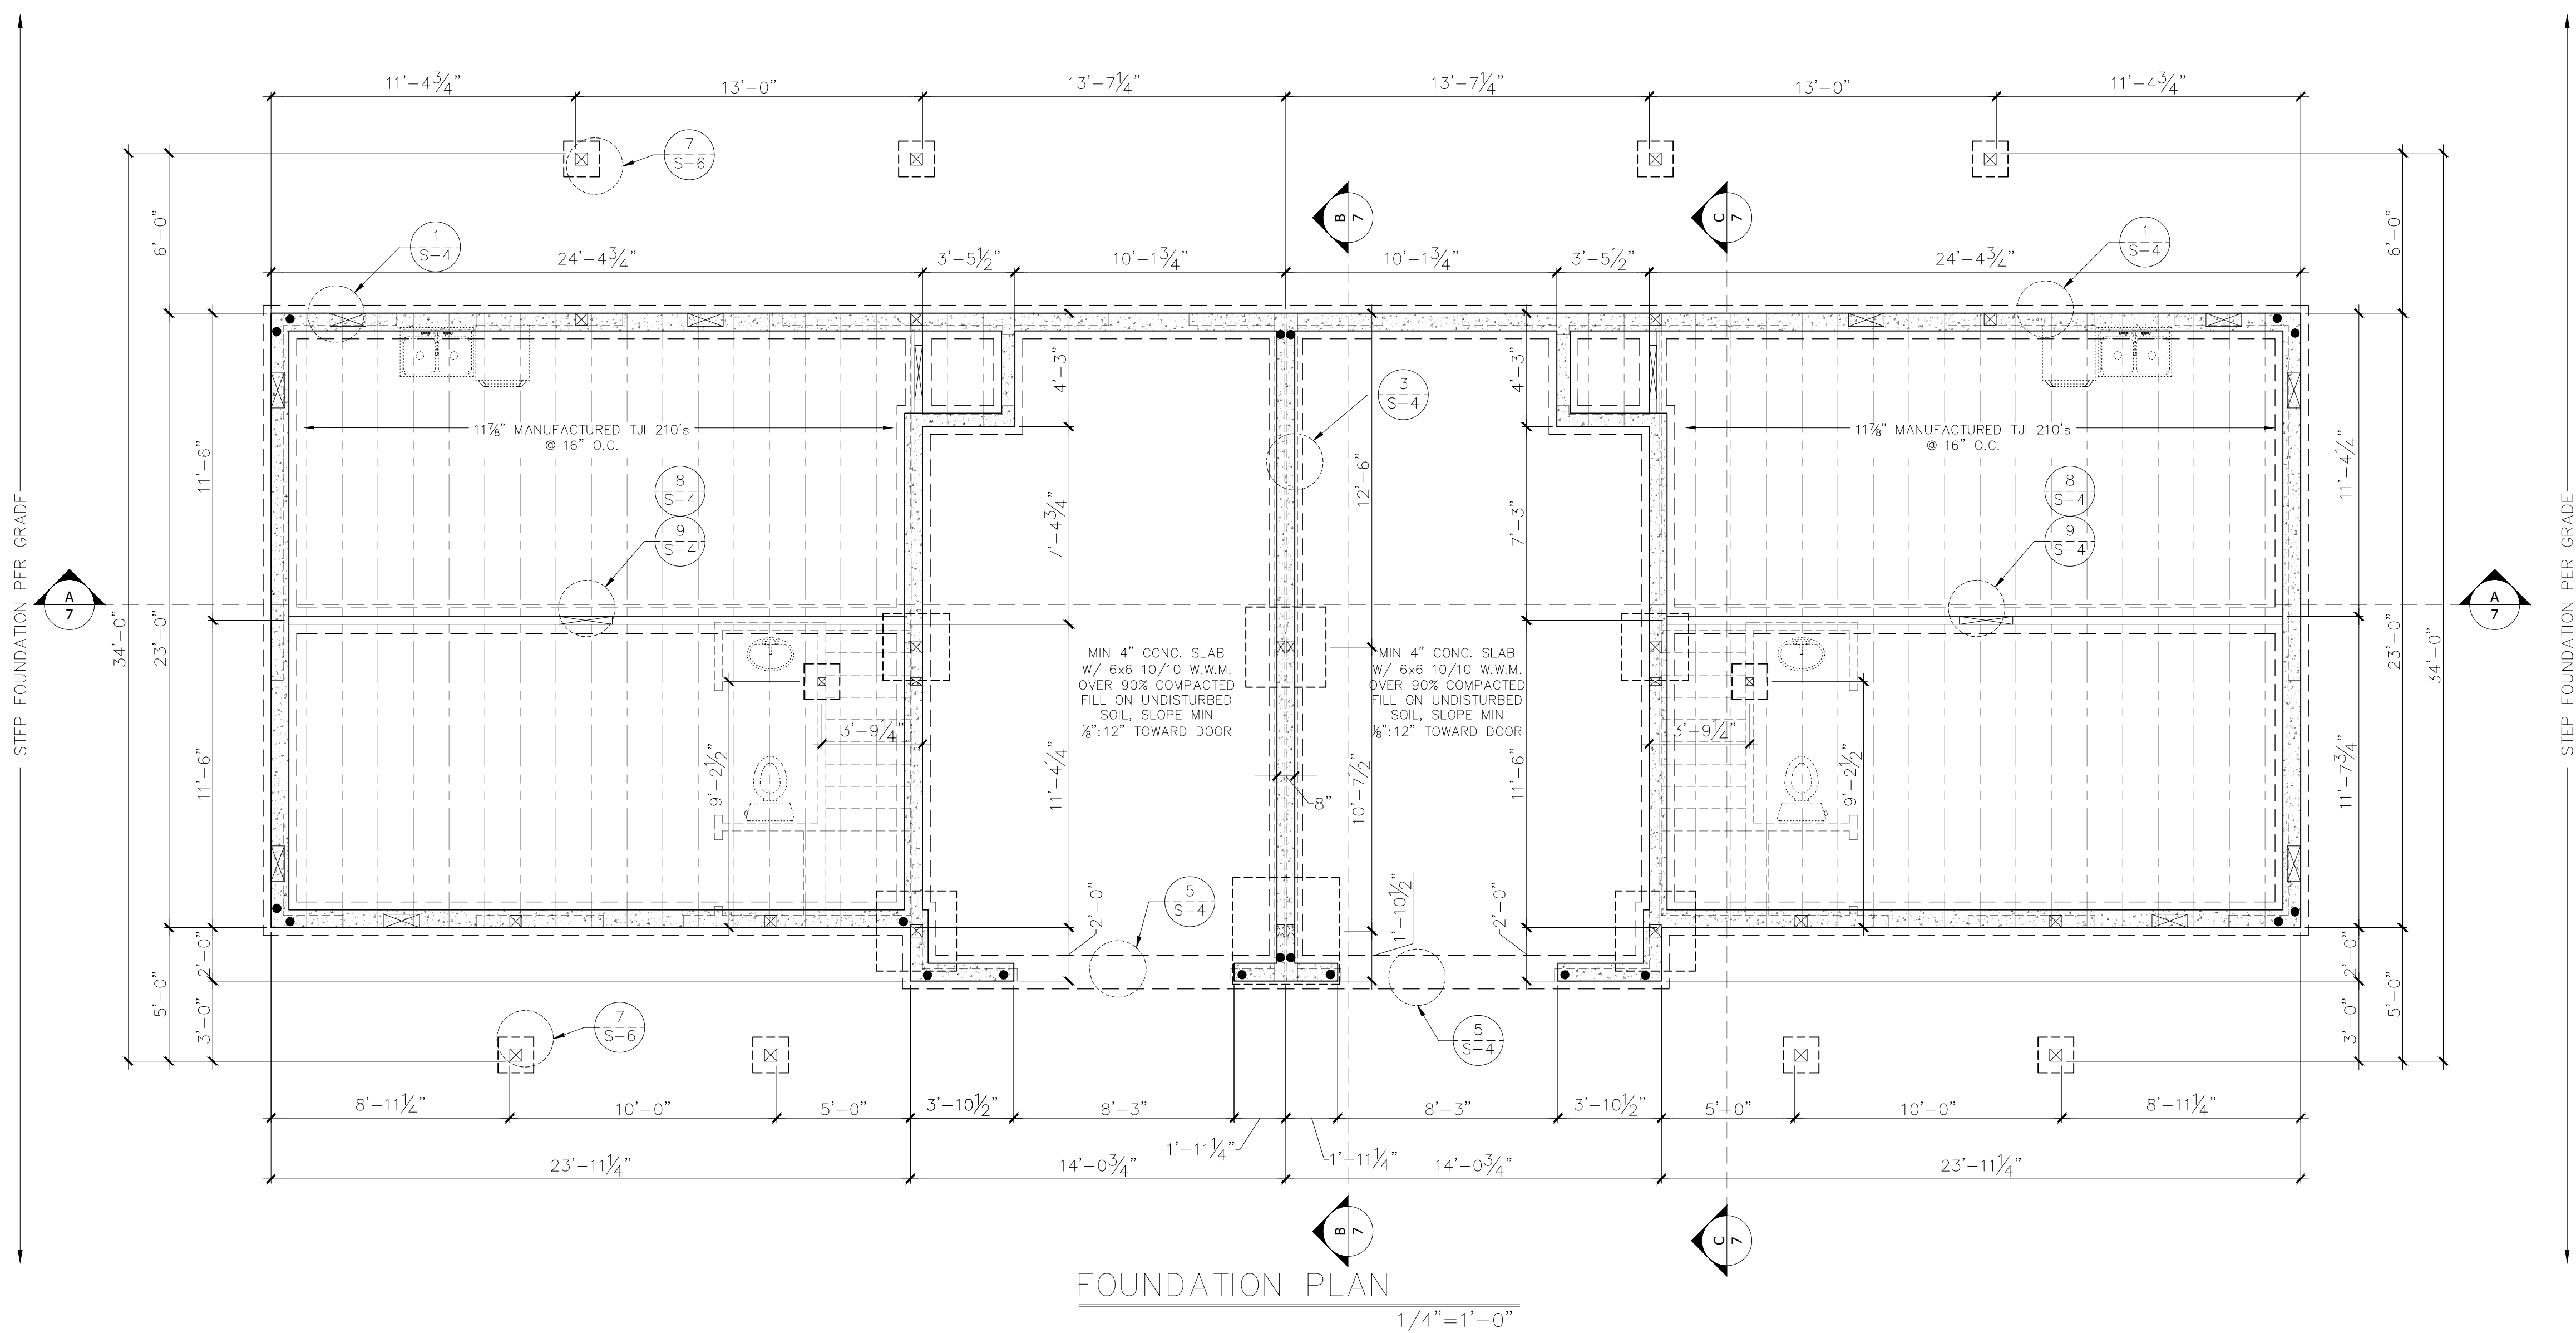 11'-4¾" 13'-0" 13'-7¼" 13'-7¼" 13'-0" 11'-4¾"
7
S-6
B
7
C
7
6'-0"
6'-0"
1
S-4
1
S-4
24'-4¾" 3'-5½" 10'-1¾" 10'-1¾" 3'-5½" 24'-4¾"
4'-3"
4'-3"
3
S-4
11⅞" MANUFACTURED TJI 210's
@ 16" O.C.
11⅞" MANUFACTURED TJI 210's
@ 16" O.C.
11'-6"
12'-6"
11'-4¼"
8
S-4
9
S-4
8
S-4
9
S-4
7'-4¾"
7'-3"
STEP FOUNDATION PER GRADE
STEP FOUNDATION PER GRADE
A
7
A
7
34'-0"
23'-0"
23'-0"
34'-0"
MIN 4" CONC. SLAB
W/ 6x6 10/10 W.W.M.
OVER 90% COMPACTED
FILL ON UNDISTURBED
SOIL, SLOPE MIN
⅛":12" TOWARD DOOR
MIN 4" CONC. SLAB
W/ 6x6 10/10 W.W.M.
OVER 90% COMPACTED
FILL ON UNDISTURBED
SOIL, SLOPE MIN
⅛":12" TOWARD DOOR
3'-9¼"
3'-9¼"
11'-6"
9'-2½"
11'-4¼"
8"
10'-7½"
11'-6"
9'-2½"
11'-7¾"
2'-0"
1'-10½"
2'-0"
5
S-4
5
S-4
2'-0"
5'-0"
3'-0"
2'-0"
5'-0"
3'-0"
7
S-6
8'-11¼" 10'-0" 5'-0" 3'-10½" 8'-3" 8'-3" 3'-10½" 5'-0" 10'-0" 8'-11¼"
1'-11¼" 1'-11¼"
23'-11¼" 14'-0¾" 14'-0¾" 23'-11¼"
B
7
C
7
FOUNDATION PLAN
1/4"=1'-0"